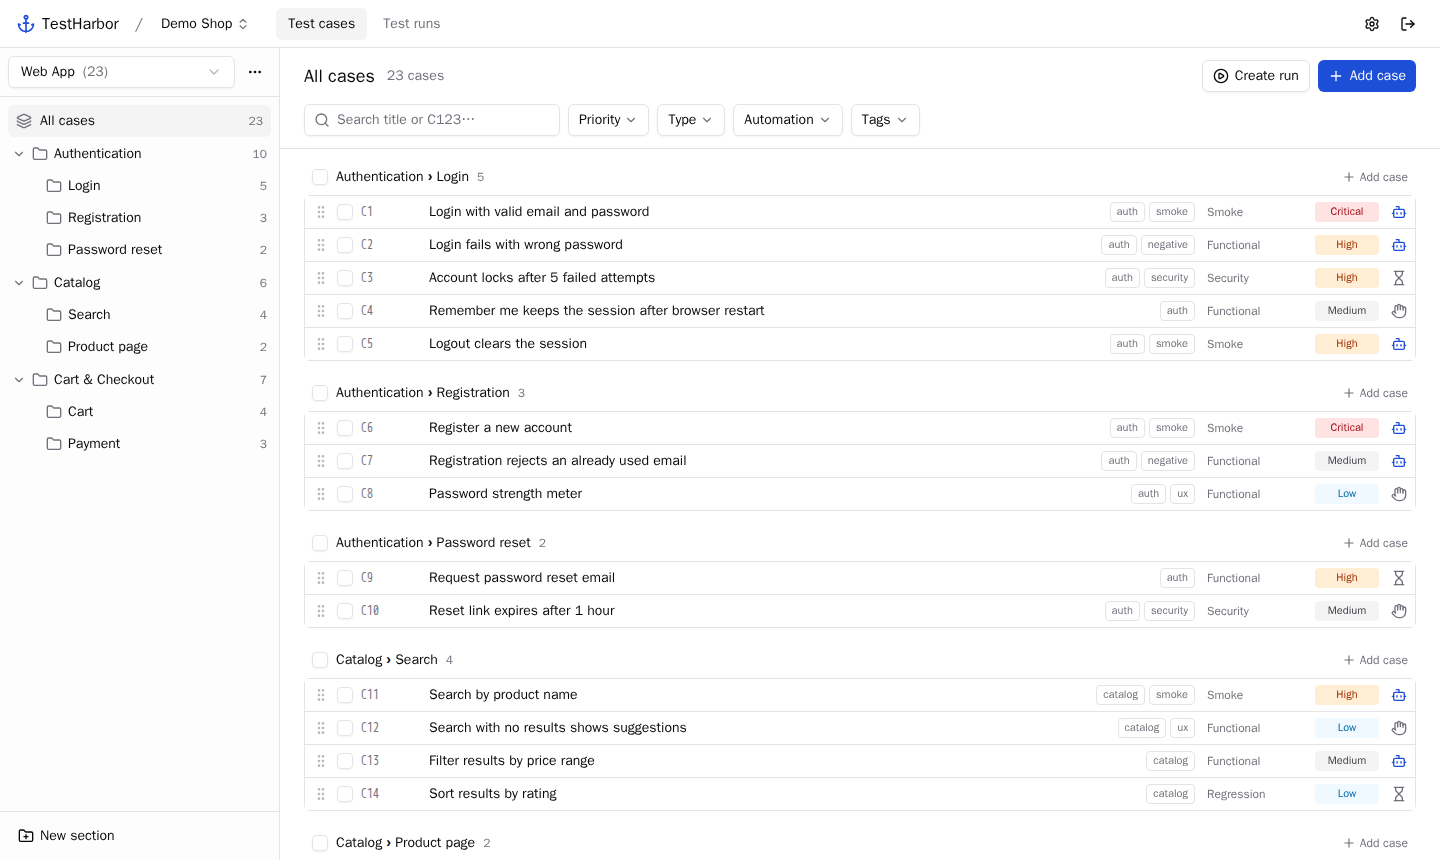 TestHarbor / Demo Shop Test cases Test runs
Web App (23)
All cases 23
Authentication 10
Login 5
Registration 3
Password reset 2
Catalog 6
Search 4
Product page 2
Cart & Checkout 7
Cart 4
Payment 3
New section
All cases 23 cases Create run Add case
Search title or C123··· Priority Type Automation Tags
Authentication › Login 5 Add case
C1 Login with valid email and password auth smoke Smoke Critical
C2 Login fails with wrong password auth negative Functional High
C3 Account locks after 5 failed attempts auth security Security High
C4 Remember me keeps the session after browser restart auth Functional Medium
C5 Logout clears the session auth smoke Smoke High
Authentication › Registration 3 Add case
C6 Register a new account auth smoke Smoke Critical
C7 Registration rejects an already used email auth negative Functional Medium
C8 Password strength meter auth ux Functional Low
Authentication › Password reset 2 Add case
C9 Request password reset email auth Functional High
C10 Reset link expires after 1 hour auth security Security Medium
Catalog › Search 4 Add case
C11 Search by product name catalog smoke Smoke High
C12 Search with no results shows suggestions catalog ux Functional Low
C13 Filter results by price range catalog Functional Medium
C14 Sort results by rating catalog Regression Low
Catalog › Product page 2 Add case